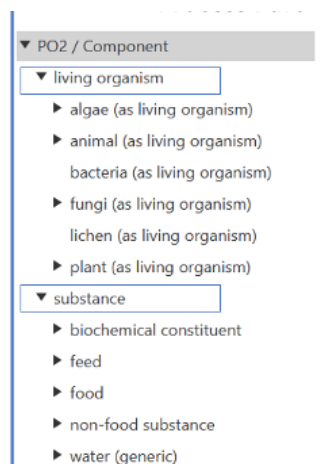 PO2 / Component
living organism
algae (as living organism)
animal (as living organism)
bacteria (as living organism)
fungi (as living organism)
lichen (as living organism)
plant (as living organism)
substance
biochemical constituent
feed
food
non-food substance
water (generic)